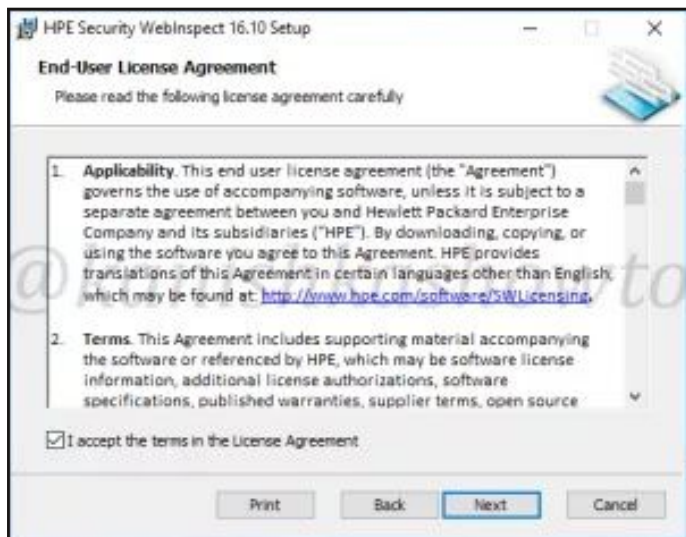 HPE Security WebInspect 16.10 Setup
End-User License Agreement
Please read the following license agreement carefully
1. Applicability. This end user license agreement (the "Agreement")
governs the use of accompanying software, unless it is subject to a
separate agreement between you and Hewlett Packard Enterprise
Company and its subsidiaries ("HPE"). By downloading, copying, or
using the software you agree to this Agreement. HPE provides
translations of this Agreement in certain languages other than English,
which may be found at: http://www.hpe.com/software/SWLicensing.
2. Terms. This Agreement includes supporting material accompanying
the software or referenced by HPE, which may be software license
information, additional license authorizations, software
specifications, published warranties, supplier terms, open source
I accept the terms in the License Agreement
Print Back Next Cancel